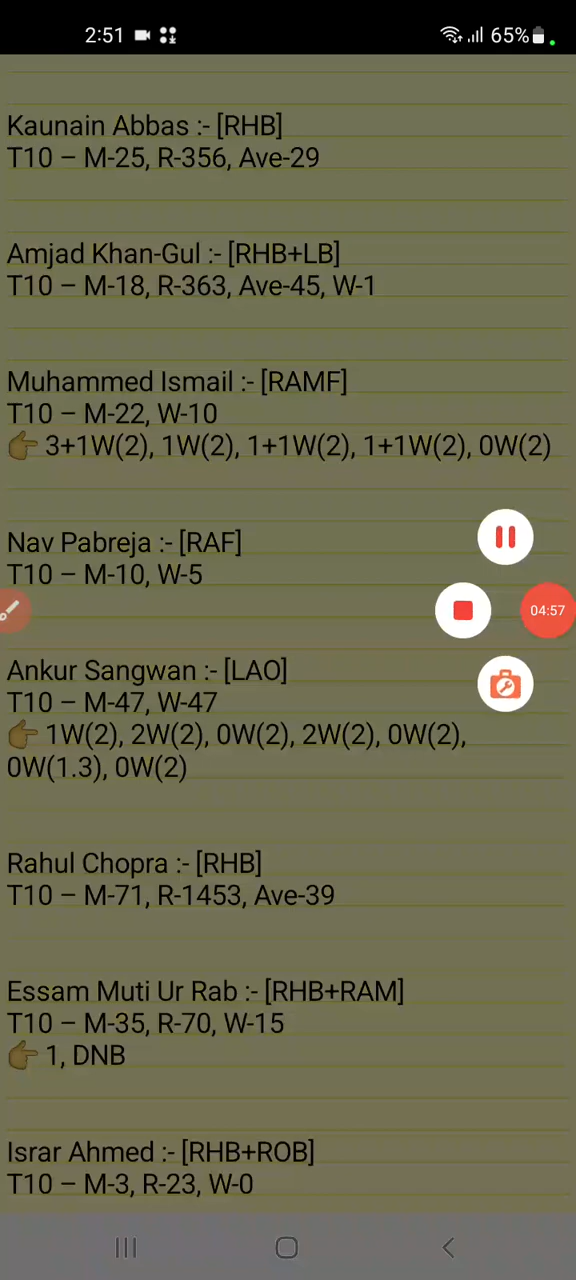 2:51 65%
Kaunain Abbas :- [RHB]
T10 – M-25, R-356, Ave-29
Amjad Khan-Gul :- [RHB+LB]
T10 – M-18, R-363, Ave-45, W-1
Muhammed Ismail :- [RAMF]
T10 – M-22, W-10
👉 3+1W(2), 1W(2), 1+1W(2), 1+1W(2), 0W(2)
Nav Pabreja :- [RAF]
T10 – M-10, W-5
04:57
Ankur Sangwan :- [LAO]
T10 – M-47, W-47
👉 1W(2), 2W(2), 0W(2), 2W(2), 0W(2),
0W(1.3), 0W(2)
Rahul Chopra :- [RHB]
T10 – M-71, R-1453, Ave-39
Essam Muti Ur Rab :- [RHB+RAM]
T10 – M-35, R-70, W-15
👉 1, DNB
Israr Ahmed :- [RHB+ROB]
T10 – M-3, R-23, W-0